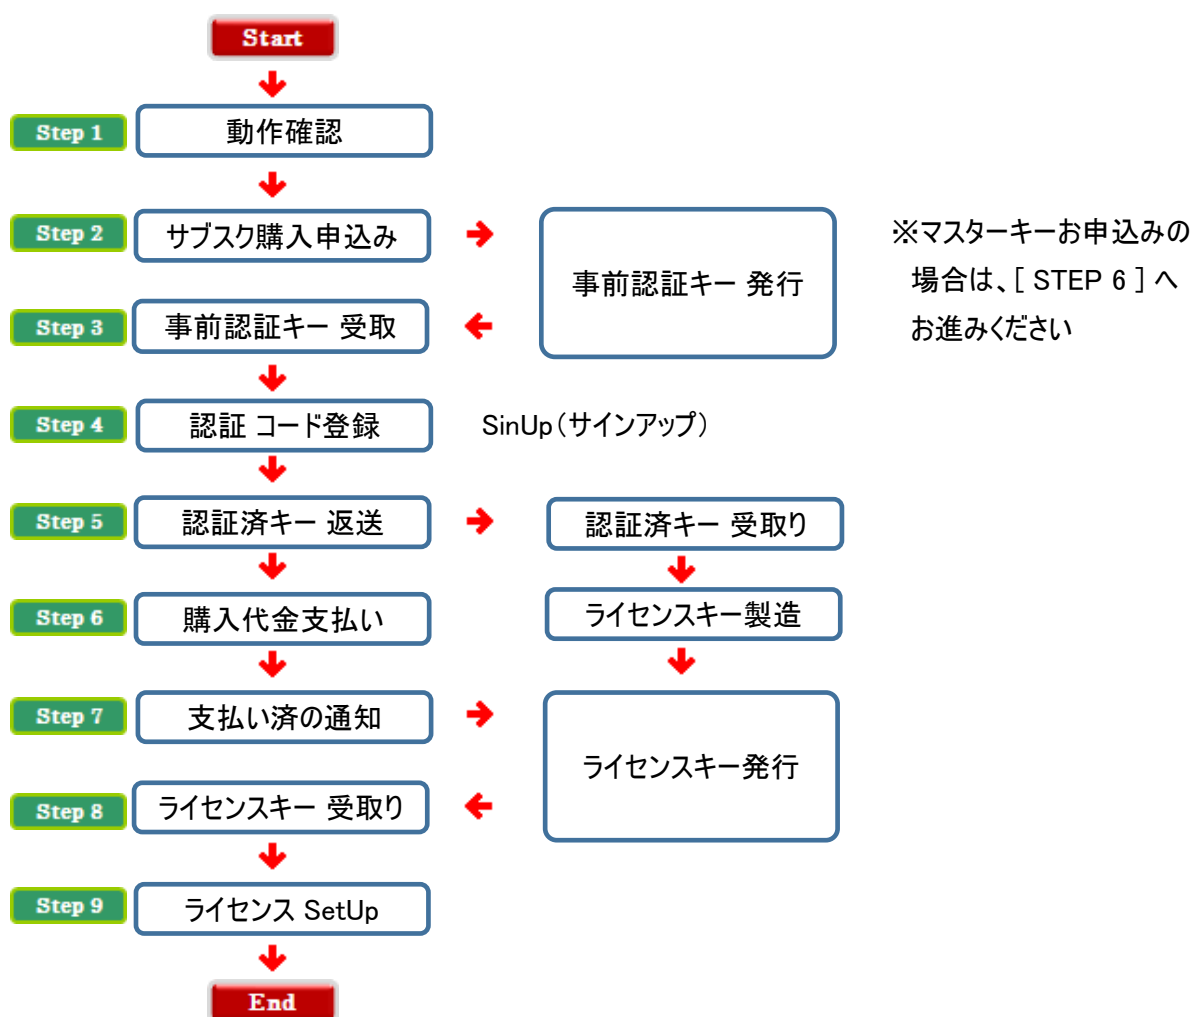 Start
Step 1
動作確認
Step 2
サブスク購入申込み
事前認証キー 発行
※マスターキーお申込みの
場合は、[ STEP 6 ] へ
お進みください
Step 3
事前認証キー 受取
Step 4
認証 コード登録
SinUp(サインアップ)
Step 5
認証済キー 返送
認証済キー 受取り
Step 6
購入代金支払い
ライセンスキー製造
Step 7
支払い済の通知
ライセンスキー発行
Step 8
ライセンスキー 受取り
Step 9
ライセンス SetUp
End